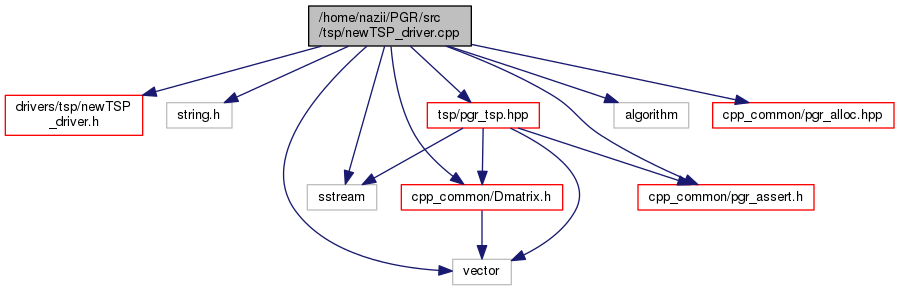 /home/nazii/PGR/src
/tsp/newTSP_driver.cpp
drivers/tsp/newTSP
_driver.h
string.h
tsp/pgr_tsp.hpp
algorithm
cpp_common/pgr_alloc.hpp
sstream
cpp_common/Dmatrix.h
cpp_common/pgr_assert.h
vector